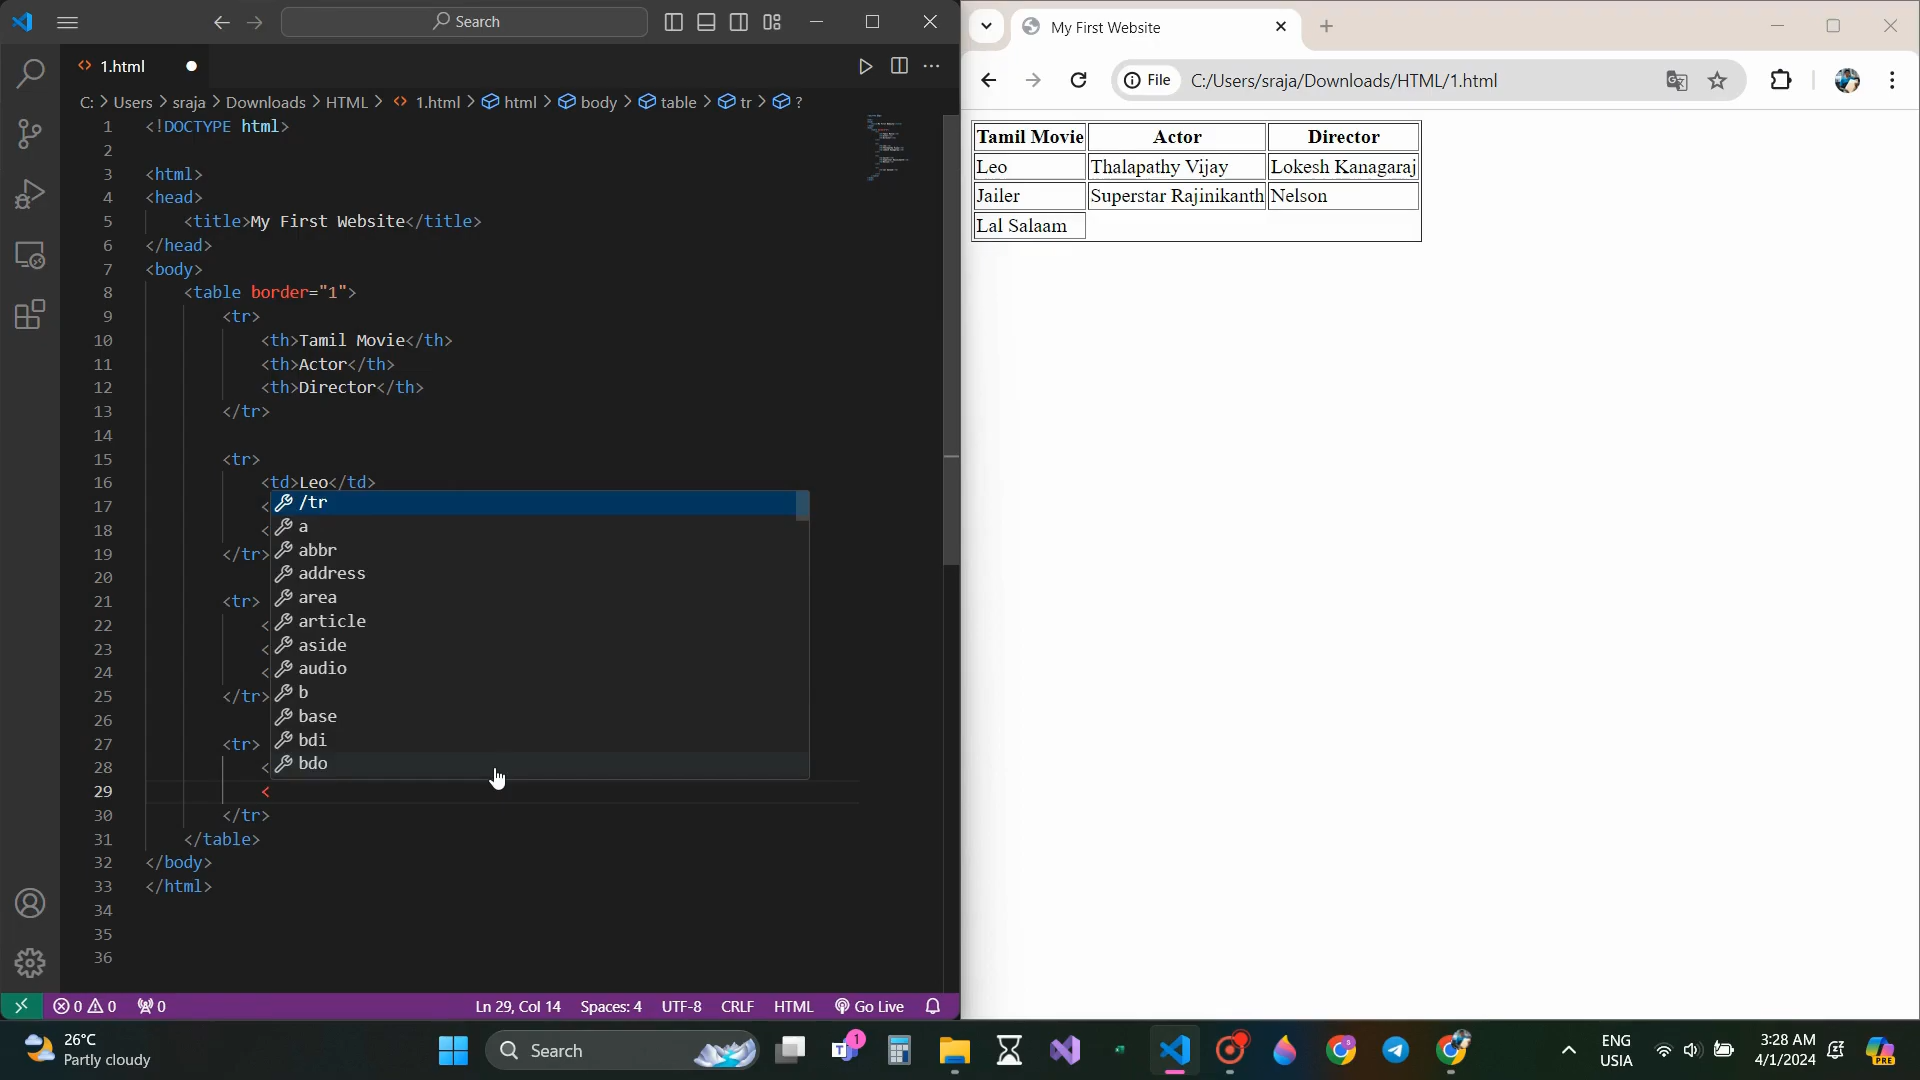 Search
1.html
C: > Users > sraja > Downloads > HTML > 1.html > html > body > table > tr > ?
1 <!DOCTYPE html>
2
3 <html>
4 <head>
5 <title>My First Website</title>
6 </head>
7 <body>
8 <table border="1">
9 <tr>
10 <th>Tamil Movie</th>
11 <th>Actor</th>
12 <th>Director</th>
13 </tr>
14
15 <tr>
16 <td>Leo</td>
17 <
18 <
19 </tr>
20
21 <tr>
22 <
23 <
24 <
25 </tr>
26
27 <tr>
28 <
29 <
30 </tr>
31 </table>
32 </body>
33 </html>
34
35
36
/tr
a
abbr
address
area
article
aside
audio
b
base
bdi
bdo
0 0 0 Ln 29, Col 14 Spaces: 4 UTF-8 CRLF HTML Go Live
My First Website
File C:/Users/sraja/Downloads/HTML/1.html
Tamil Movie Actor Director
Leo Thalapathy Vijay Lokesh Kanagaraj
Jailer Superstar Rajinikanth Nelson
Lal Salaam
26°C
Partly cloudy
Search
1
ENG
USIA
3:28 AM
4/1/2024
PRE